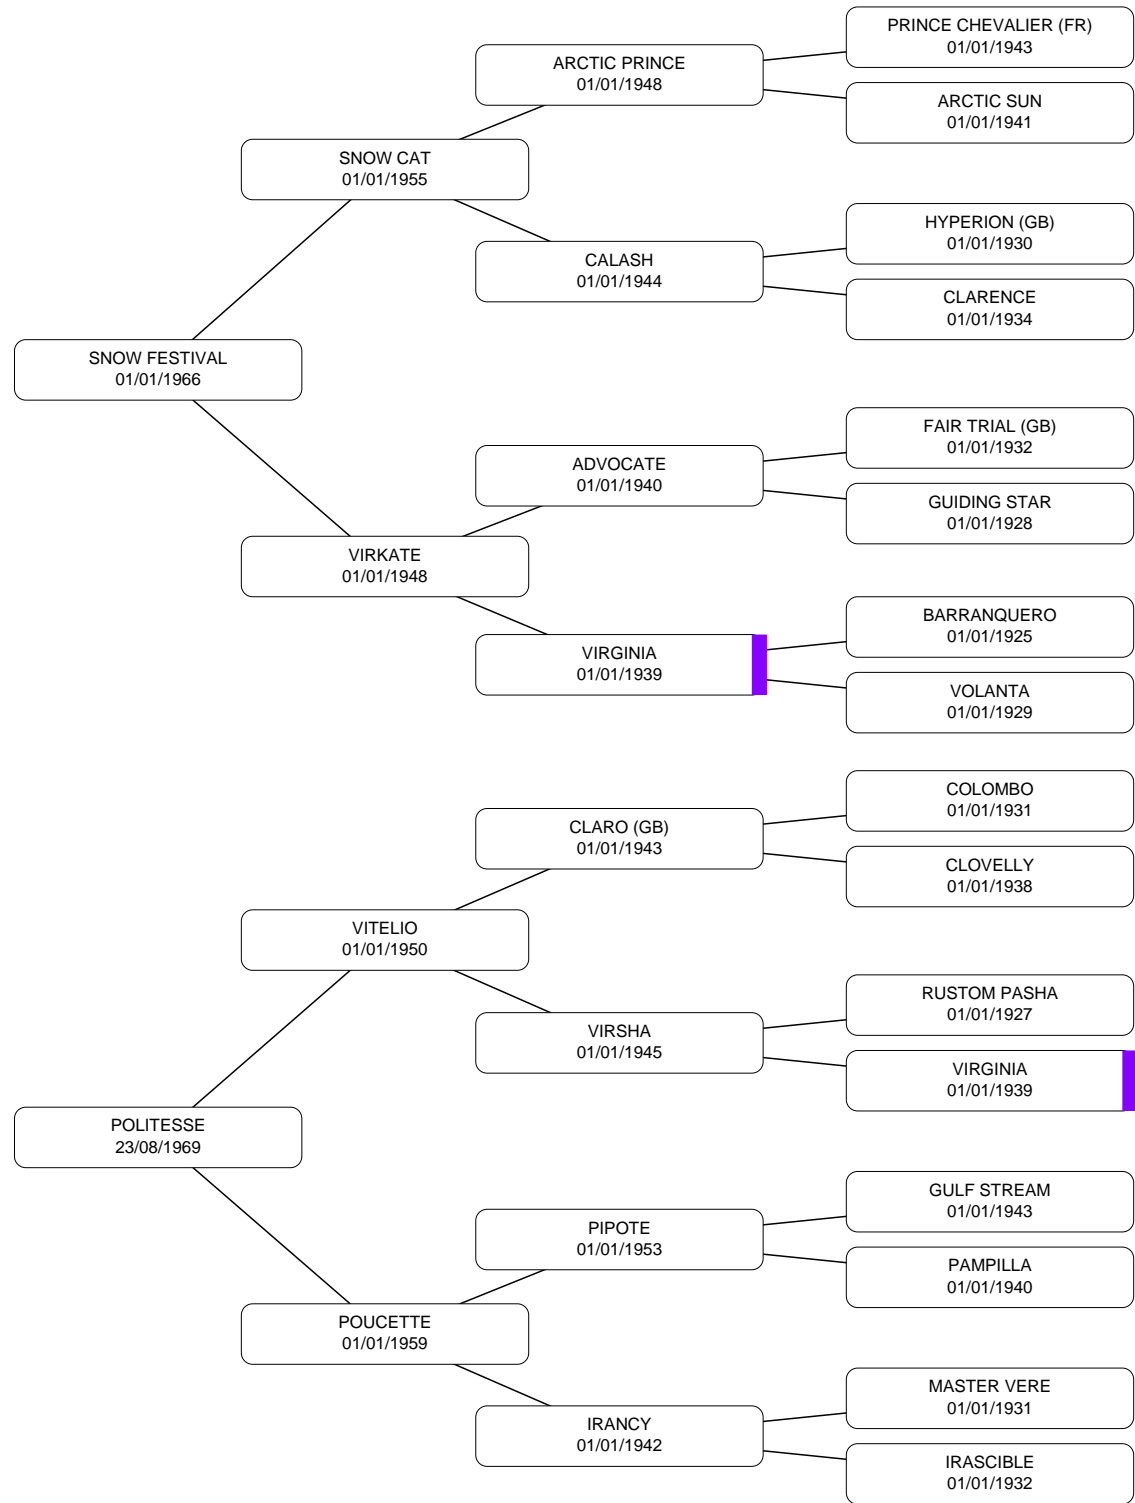 PRINCE CHEVALIER (FR)
01/01/1943
ARCTIC PRINCE
01/01/1948
ARCTIC SUN
01/01/1941
SNOW CAT
01/01/1955
HYPERION (GB)
01/01/1930
CALASH
01/01/1944
CLARENCE
01/01/1934
SNOW FESTIVAL
01/01/1966
FAIR TRIAL (GB)
01/01/1932
ADVOCATE
01/01/1940
GUIDING STAR
01/01/1928
VIRKATE
01/01/1948
BARRANQUERO
01/01/1925
VIRGINIA
01/01/1939
VOLANTA
01/01/1929
COLOMBO
01/01/1931
CLARO (GB)
01/01/1943
CLOVELLY
01/01/1938
VITELIO
01/01/1950
RUSTOM PASHA
01/01/1927
VIRSHA
01/01/1945
VIRGINIA
01/01/1939
POLITESSE
23/08/1969
GULF STREAM
01/01/1943
PIPOTE
01/01/1953
PAMPILLA
01/01/1940
POUCETTE
01/01/1959
MASTER VERE
01/01/1931
IRANCY
01/01/1942
IRASCIBLE
01/01/1932